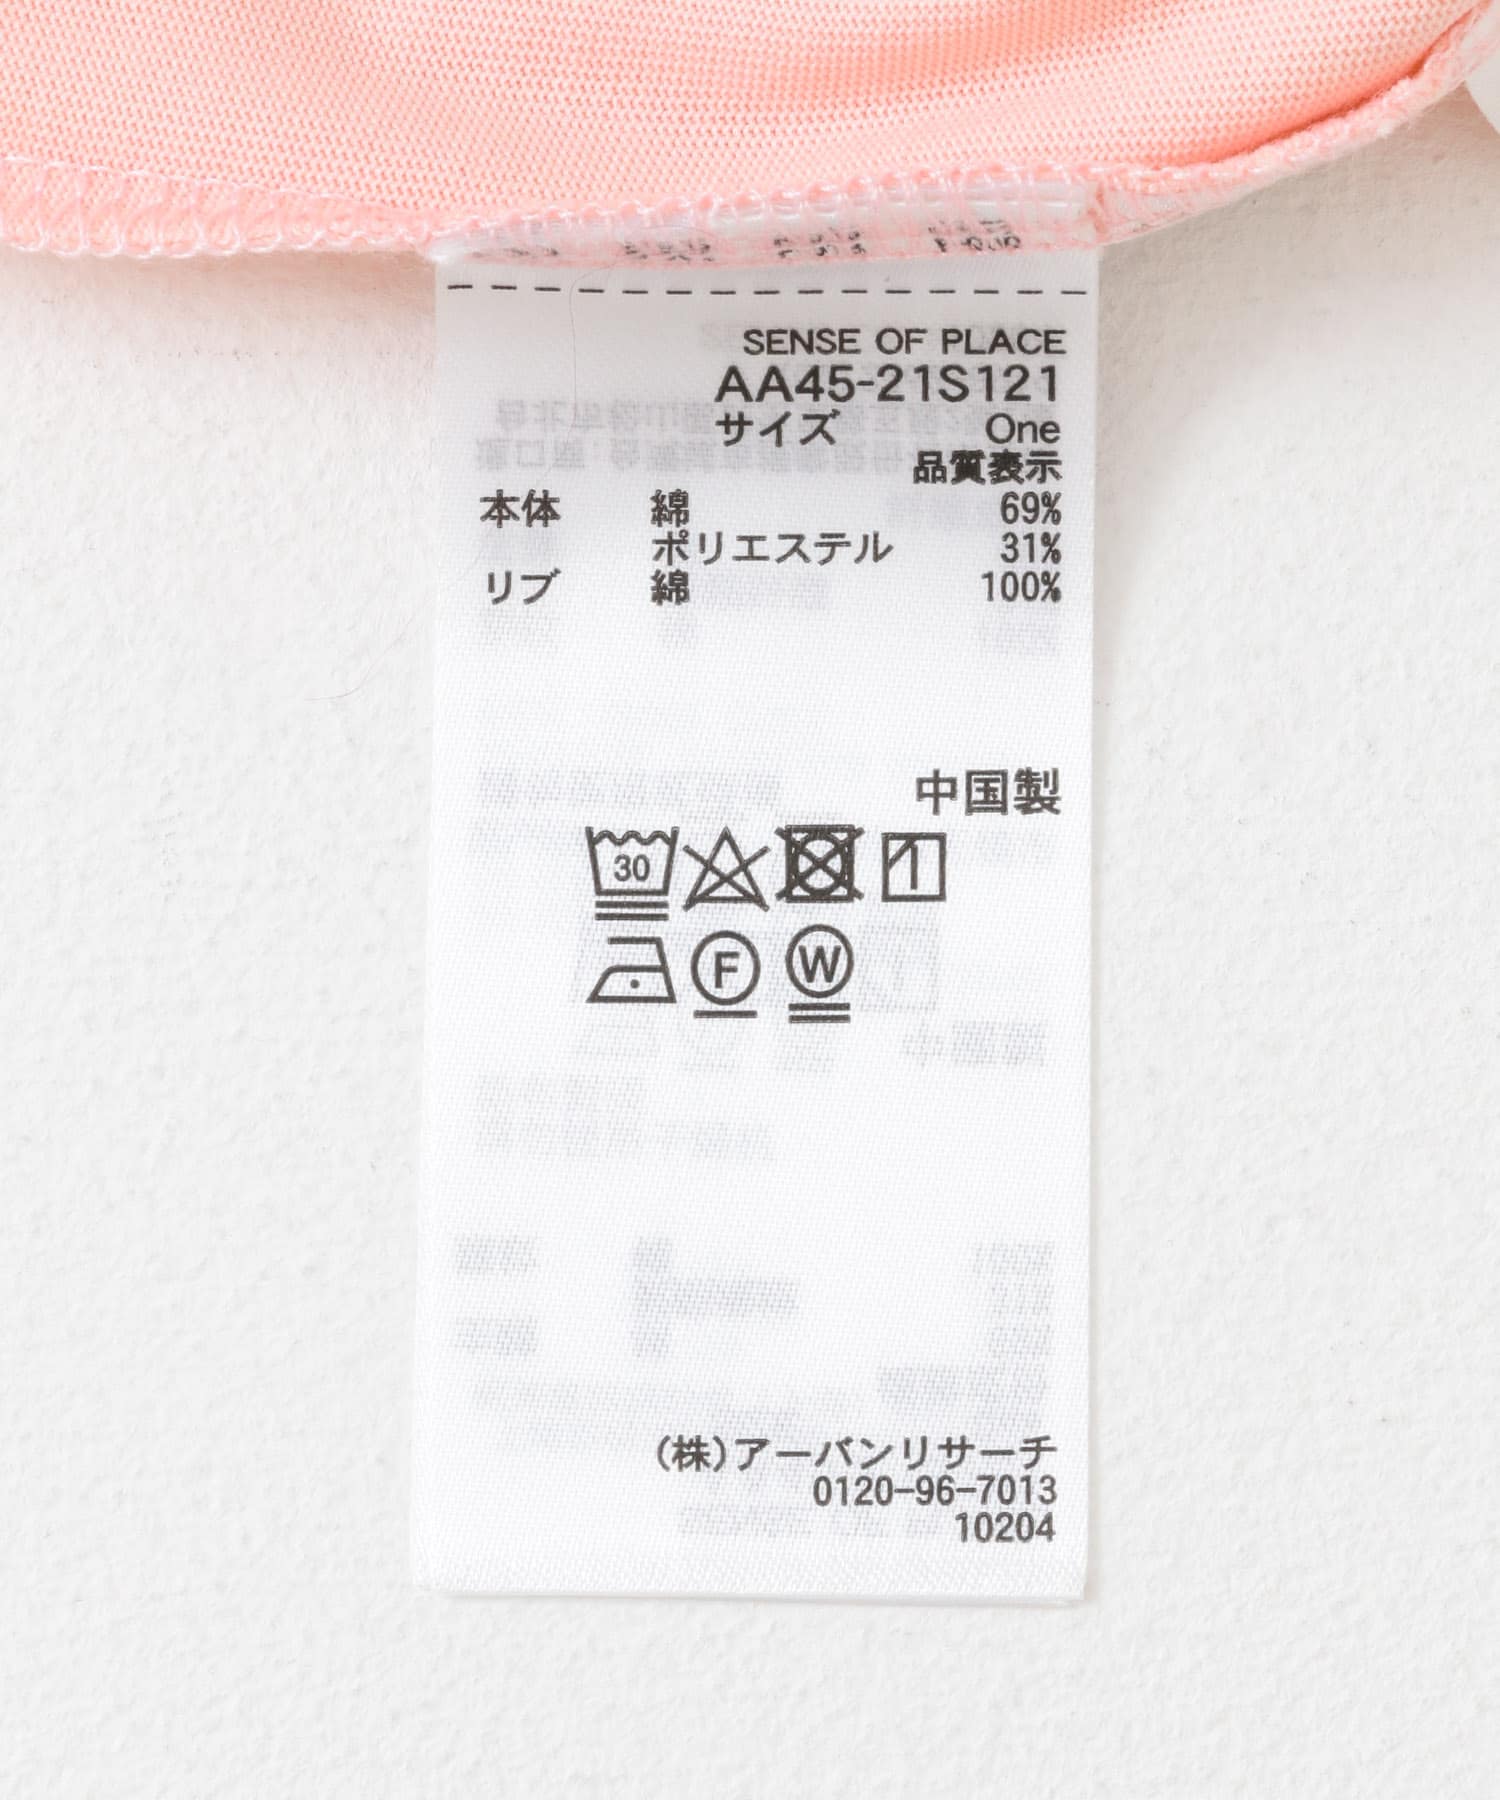 SENSE OF PLACE
AA45-21S121
サイズ One
品質表示
本体 綿 69%
ポリエステル 31%
リブ 綿 100%
中国製
30
F W
(株)アーバンリサーチ
0120-96-7013
10204